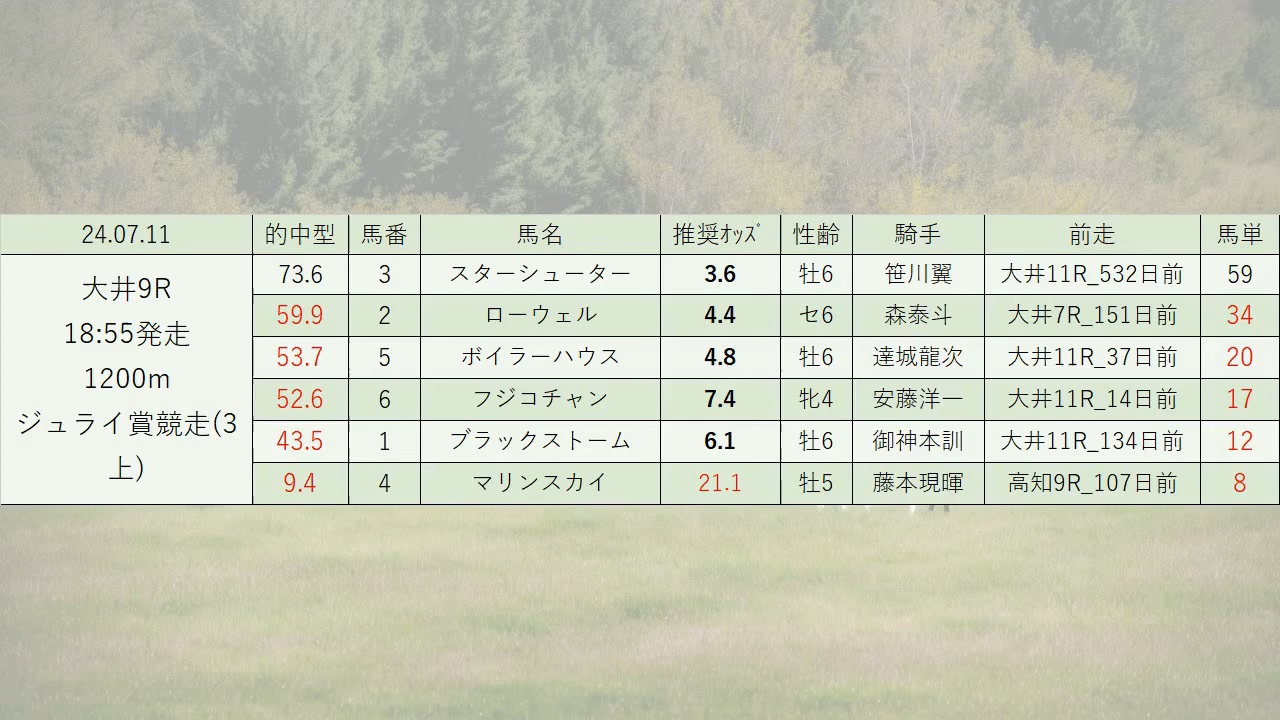 24.07.11 的中型 馬番 馬名 推奨ｵｯｽﾞ 性齢 騎手 前走 馬単
大井9R
18:55発走
1200m
ジュライ賞競走(3
上)
73.6 3 スターシューター 3.6 牡6 笹川翼 大井11R_532日前 59
59.9 2 ローウェル 4.4 セ6 森泰斗 大井7R_151日前 34
53.7 5 ボイラーハウス 4.8 牡6 達城龍次 大井11R_37日前 20
52.6 6 フジコチャン 7.4 牝4 安藤洋一 大井11R_14日前 17
43.5 1 ブラックストーム 6.1 牡6 御神本訓 大井11R_134日前 12
9.4 4 マリンスカイ 21.1 牡5 藤本現暉 高知9R_107日前 8